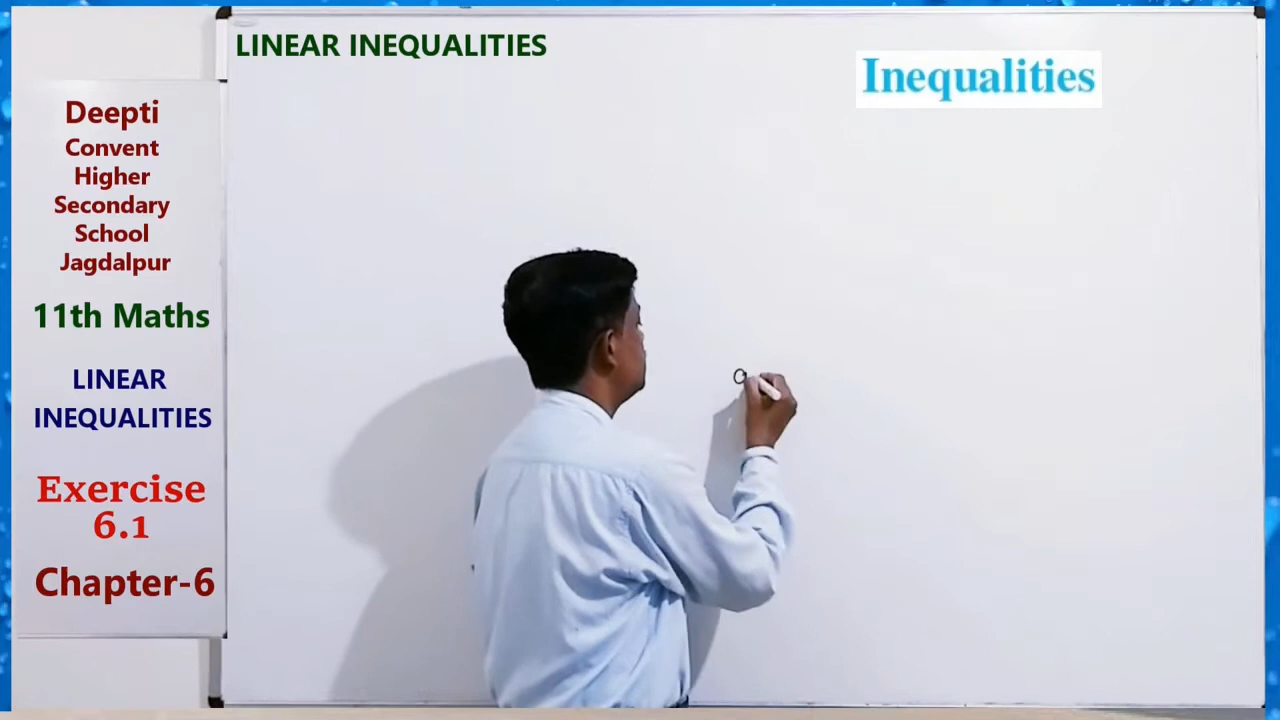 LINEAR INEQUALITIES
Inequalities
Deepti
Convent
Higher
Secondary
School
Jagdalpur
11th Maths
LINEAR
INEQUALITIES
Exercise
6.1
Chapter-6